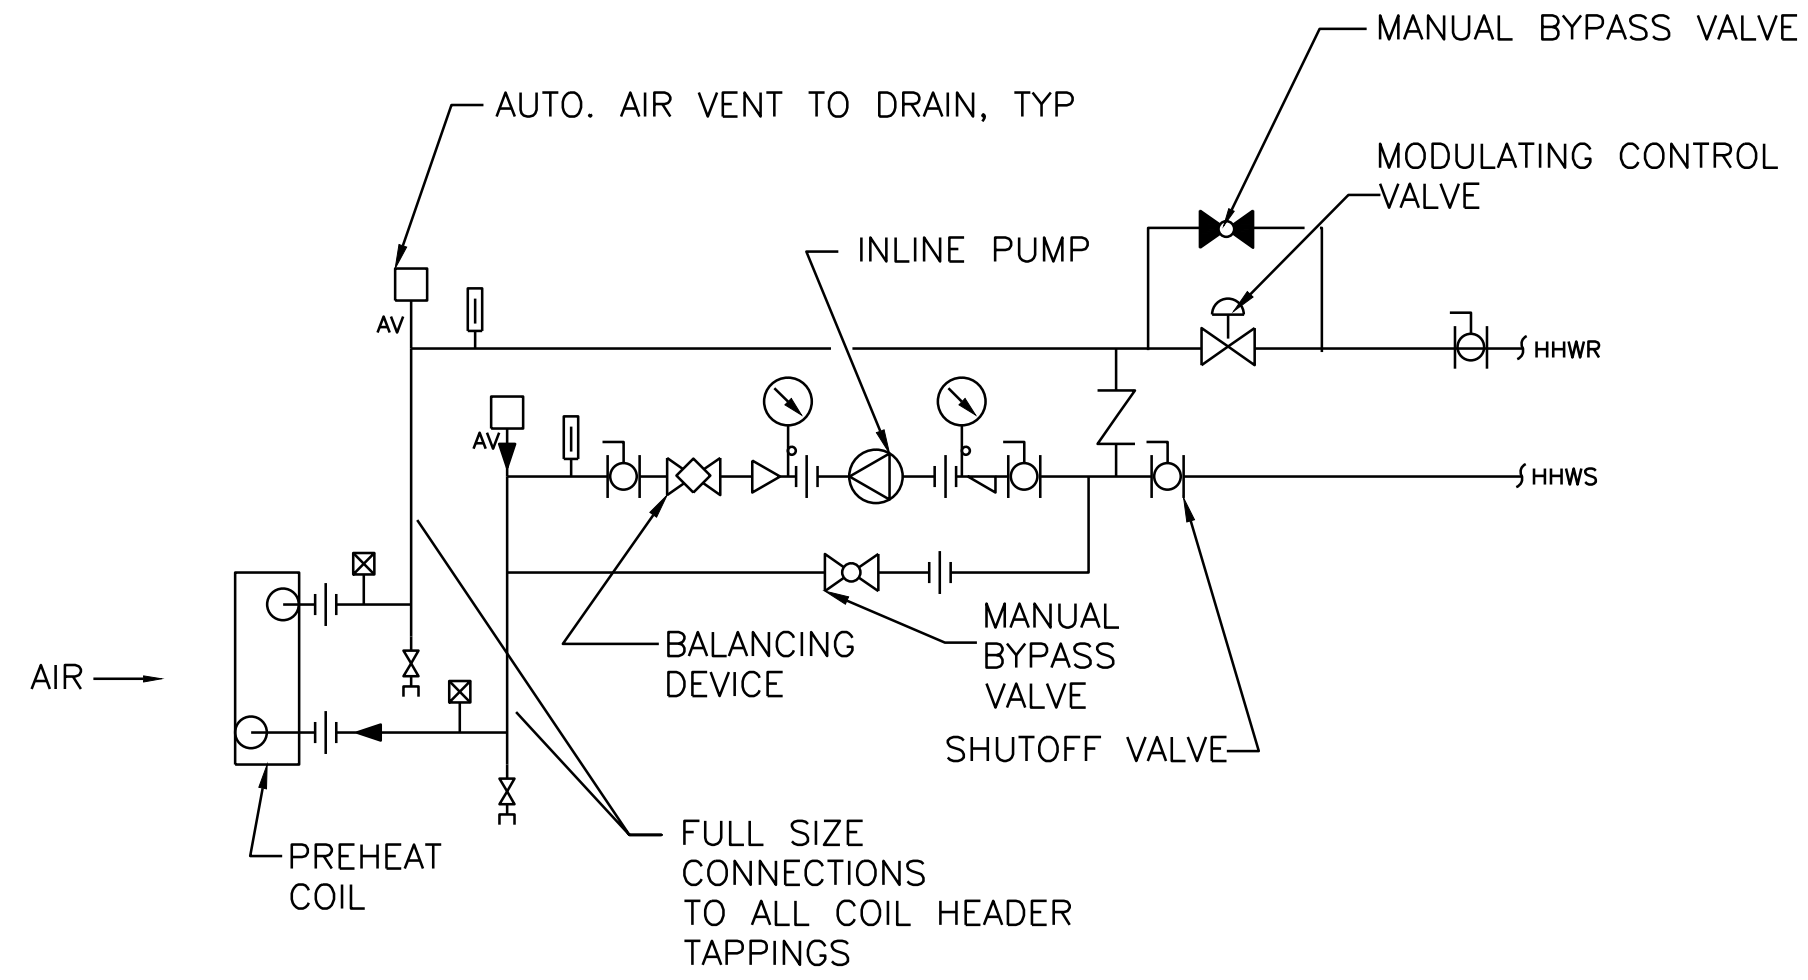 MANUAL BYPASS VALVE
AUTO. AIR VENT TO DRAIN, TYP
MODULATING CONTROL
VALVE
INLINE PUMP
AV
HHWR
AV
HHWS
MANUAL
BYPASS
VALVE
BALANCING
DEVICE
AIR
SHUTOFF VALVE
FULL SIZE
CONNECTIONS
TO ALL COIL HEADER
TAPPINGS
PREHEAT
COIL